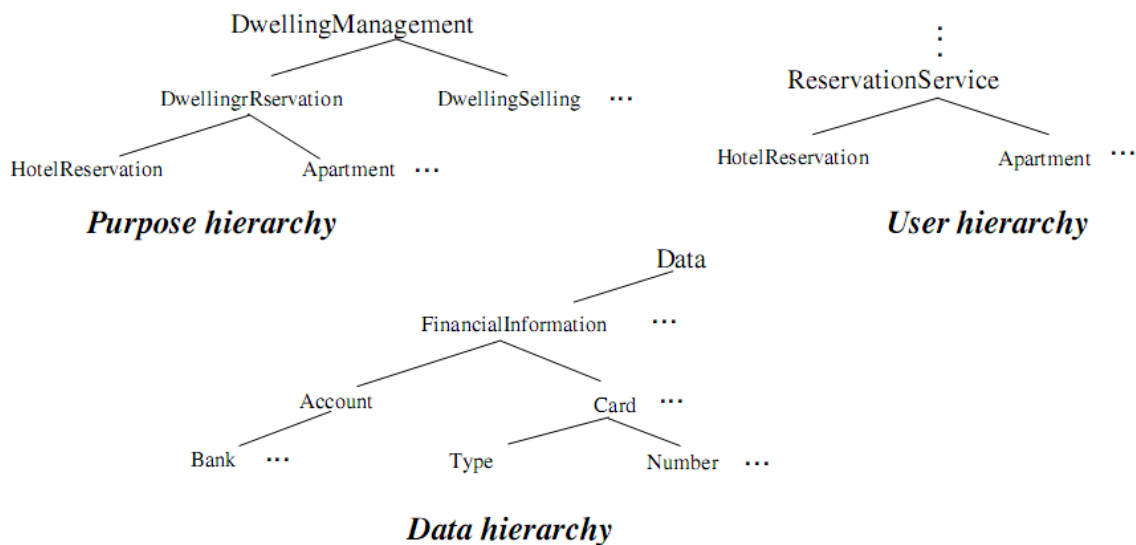 DwellingManagement
DwellingrRservation DwellingSelling ...
HotelReservation Apartment ...
Purpose hierarchy
⋮
ReservationService
HotelReservation Apartment ...
User hierarchy
Data
FinancialInformation ...
Account Card ...
Bank ... Type Number ...
Data hierarchy